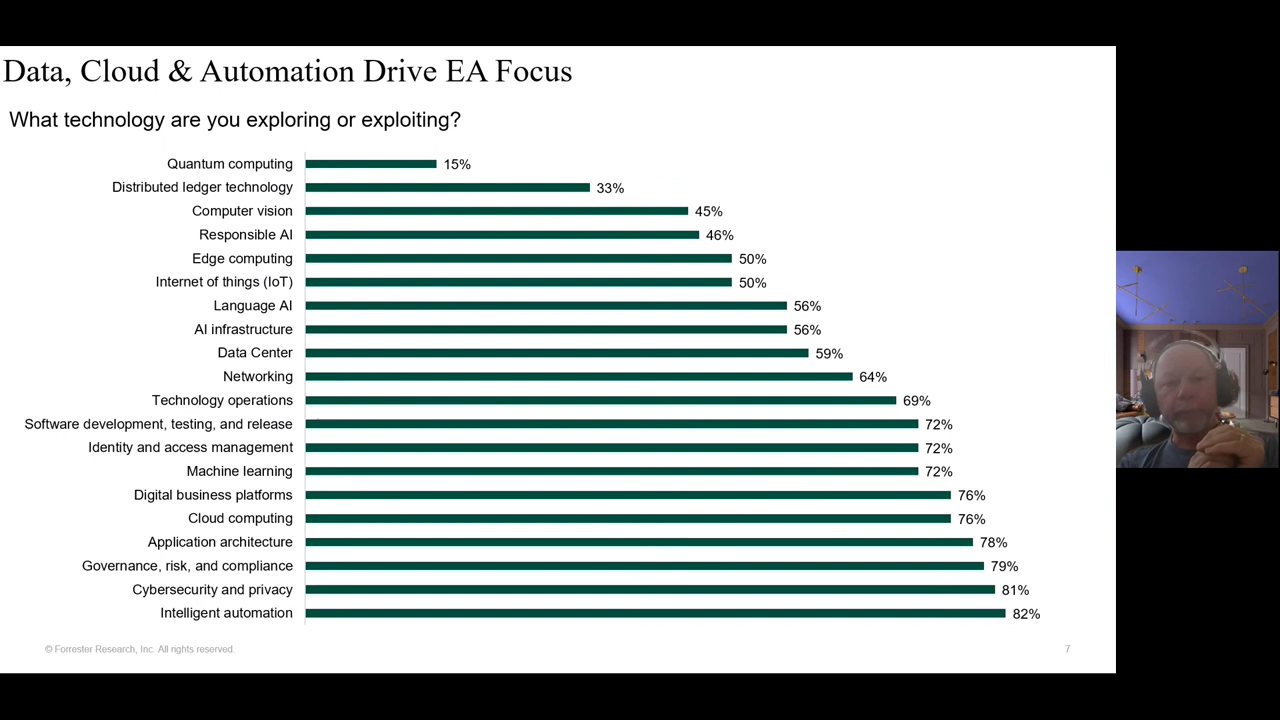 Data, Cloud & Automation Drive EA Focus
What technology are you exploring or exploiting?
Quantum computing 15%
Distributed ledger technology 33%
Computer vision 45%
Responsible AI 46%
Edge computing 50%
Internet of things (IoT) 50%
Language AI 56%
AI infrastructure 56%
Data Center 59%
Networking 64%
Technology operations 69%
Software development, testing, and release 72%
Identity and access management 72%
Machine learning 72%
Digital business platforms 76%
Cloud computing 76%
Application architecture 78%
Governance, risk, and compliance 79%
Cybersecurity and privacy 81%
Intelligent automation 82%
© Forrester Research, Inc. All rights reserved. 7